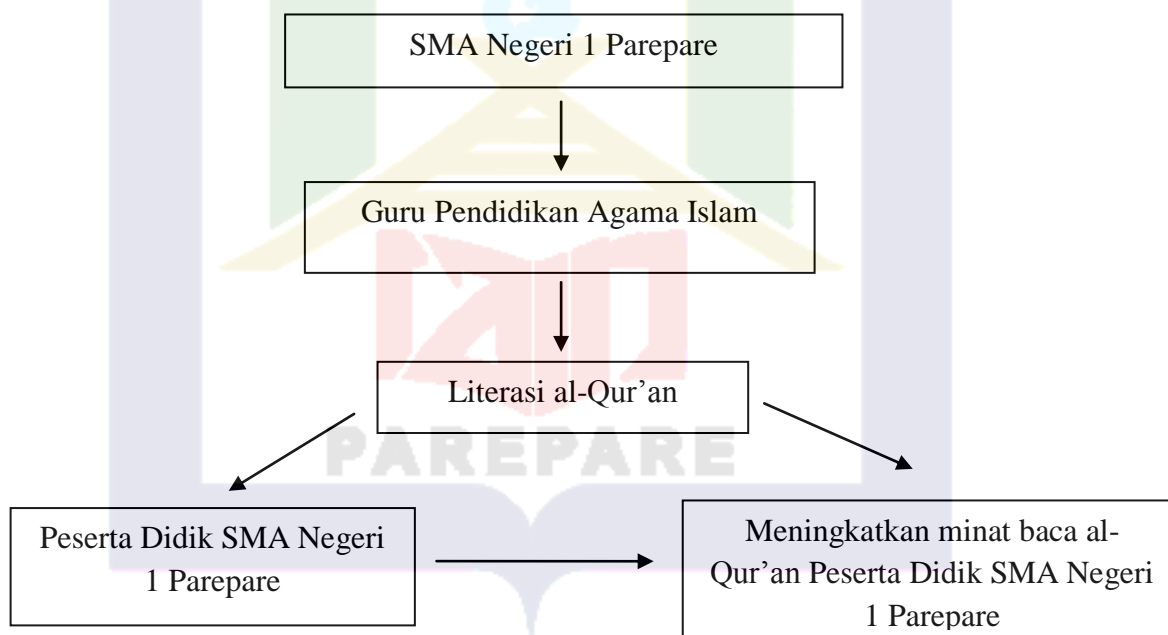 SMA Negeri 1 Parepare
Guru Pendidikan Agama Islam
Literasi al-Qur’an
PAREPARE
Peserta Didik SMA Negeri
1 Parepare
Meningkatkan minat baca al-
Qur’an Peserta Didik SMA Negeri
1 Parepare